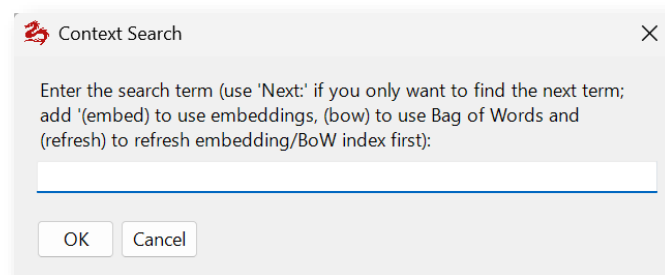 Context Search
Enter the search term (use 'Next:' if you only want to find the next term;
add '(embed) to use embeddings, (bow) to use Bag of Words and
(refresh) to refresh embedding/BoW index first):
OK Cancel